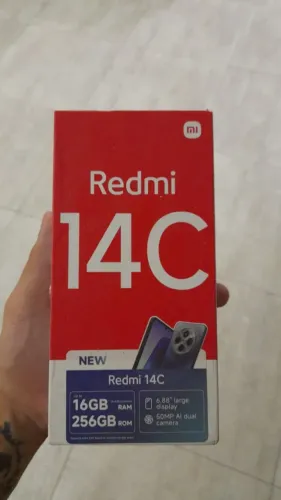 mi
Redmi
14C
NEW
Redmi 14C
16GB RAM
256GB ROM
6.88" large
display
50MP AI dual
camera